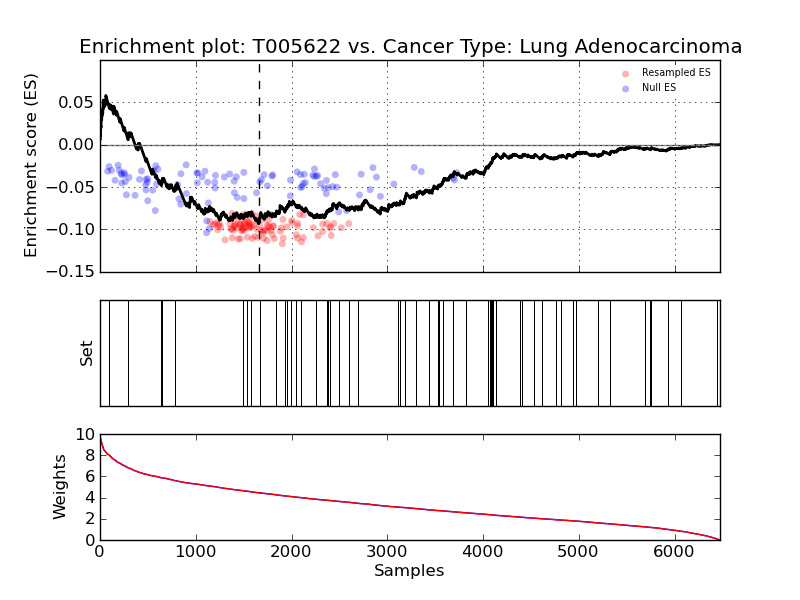 Enrichment plot: T005622 vs. Cancer Type: Lung Adenocarcinoma
Enrichment score (ES)
0.05
0.00
−0.05
−0.10
−0.15
Resampled ES
Null ES
Set
Weights
10
8
6
4
2
0
0 1000 2000 3000 4000 5000 6000
Samples